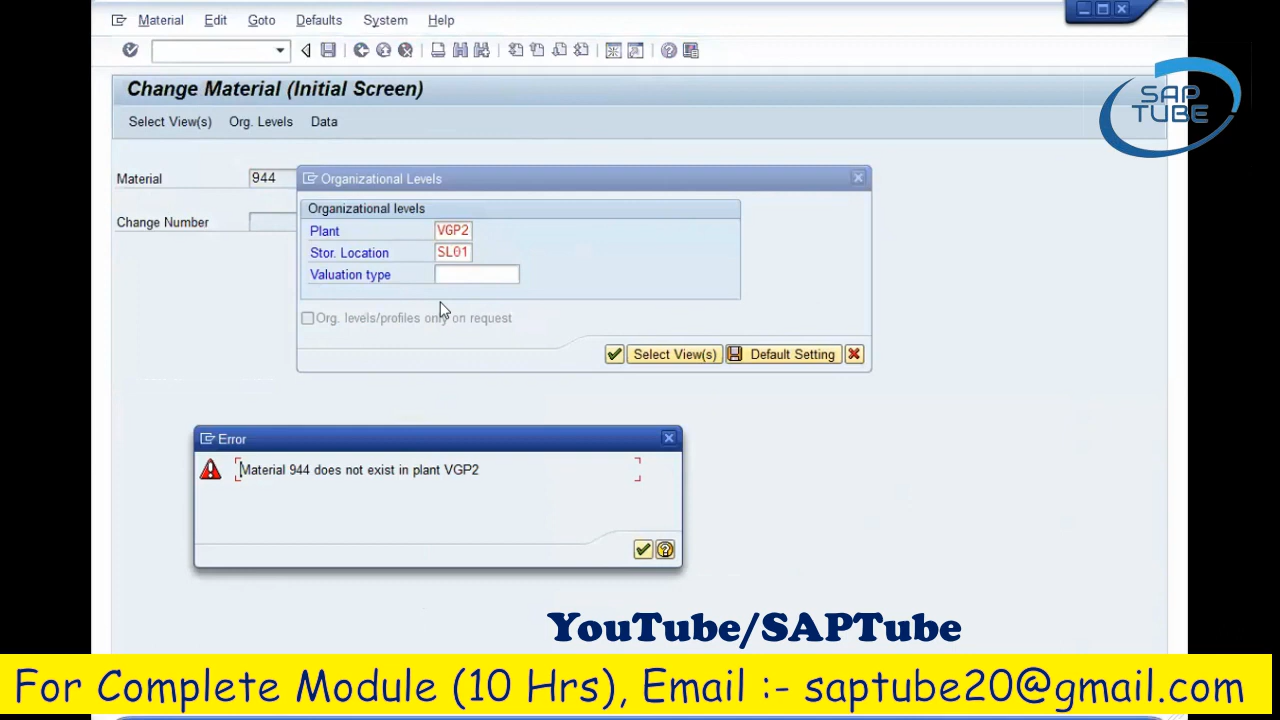 Material Edit Goto Defaults System Help
Change Material (Initial Screen)
SAP
TUBE
Select View(s) Org. Levels Data
Material 944
Organizational Levels
Organizational levels
Change Number
Plant VGP2
Stor. Location SL01
Valuation type
Org. levels/profiles only on request
Select View(s) Default Setting
Error
Material 944 does not exist in plant VGP2
YouTube/SAPTube
For Complete Module (10 Hrs), Email :- saptube20@gmail.com